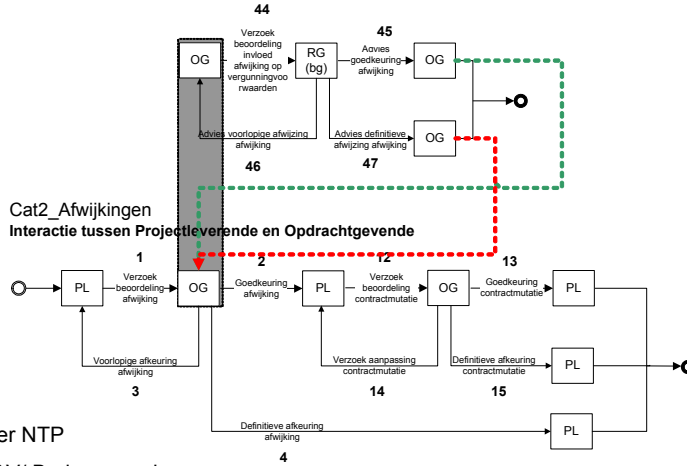 44
45
OG
Verzoek
beoordeling
invloed
afwijking op
vergunningvoo
rwaarden
RG
(bg)
Advies
goedkeuring
afwijking
OG
Advies voorlopige afwijzing
afwijking
Advies definitieve
afwijzing afwijking
OG
46
47
Cat2_Afwijkingen
Interactie tussen Projectleverende en Opdrachtgevende
1
2
12
13
PL
Verzoek
beoordeling
afwijking
OG
Goedkeuring
afwijking
PL
Verzoek
beoordeling
contractmutatie
OG
Goedkeuring
contractmutatie
PL
Voorlopige afkeuring
afwijking
Verzoek aanpassing
contractmutatie
Definitieve afkeuring
contractmutatie
PL
3
14
15
er NTP
Definitieve afkeuring
afwijking
PL
4